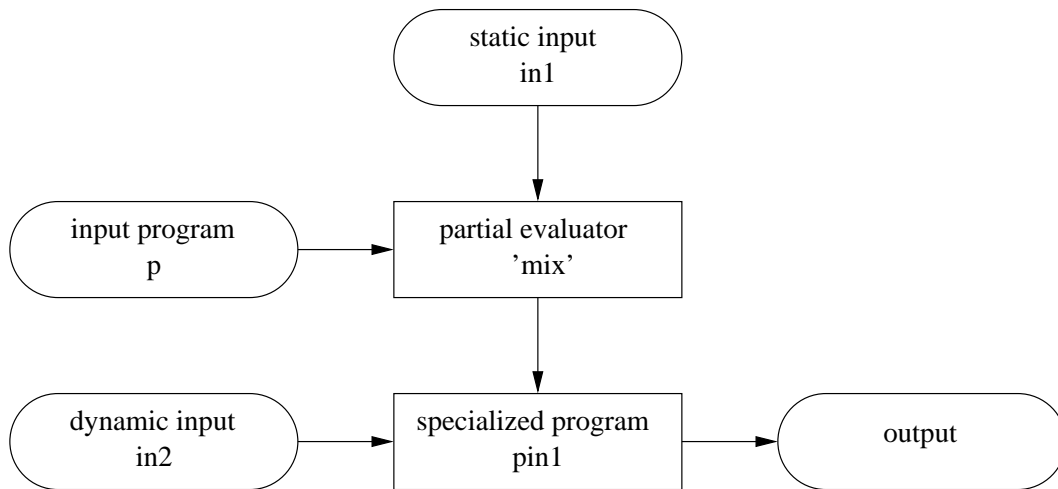 static input
in1
input program
p
partial evaluator
’mix’
dynamic input
in2
specialized program
pin1
output